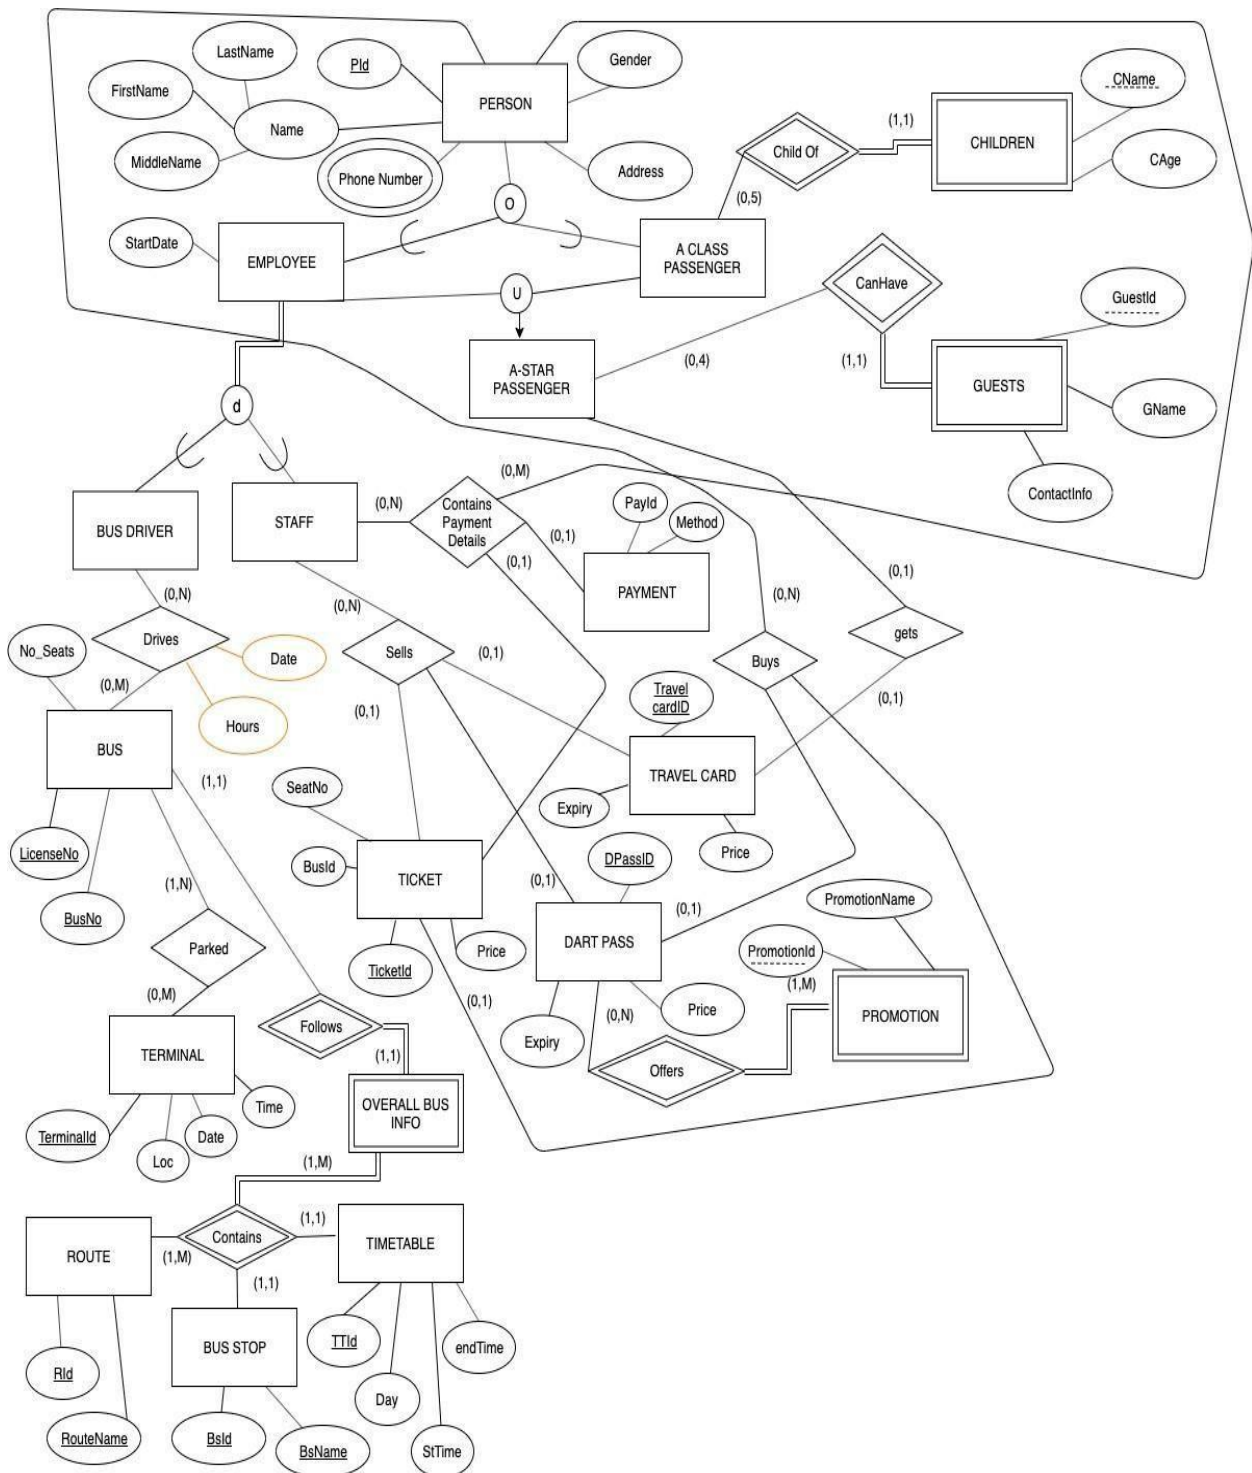 LastName
PId
Gender
FirstName
PERSON
CName
Name
(1,1)
CHILDREN
Child Of
MiddleName
CAge
Phone Number
Address
O
(0,5)
StartDate
EMPLOYEE
A CLASS
PASSENGER
U
CanHave
GuestId
A-STAR
PASSENGER
(0,4)
(1,1)
GUESTS
d
GName
(0,M)
ContactInfo
BUS DRIVER
STAFF
(0,N)
Contains
Payment
Details
PayId
Method
(0,1)
(0,1)
(0,1)
PAYMENT
(0,N)
(0,N)
(0,N)
Drives
No_Seats
Date
Sells
(0,1)
Buys
gets
(0,M)
Travel
cardID
(0,1)
(0,1)
Hours
BUS
(1,1)
TRAVEL CARD
SeatNo
Expiry
LicenseNo
BusId
DPassID
Price
TICKET
(1,N)
(0,1)
PromotionName
BusNo
(0,1)
Parked
Price
DART PASS
PromotionId
TicketId
(1,M)
(0,M)
(0,1)
Price
Follows
(0,N)
PROMOTION
Expiry
TERMINAL
(1,1)
Offers
Time
OVERALL BUS
INFO
TerminalId
Date
Loc
(1,M)
(1,1)
Contains
TIMETABLE
ROUTE
(1,M)
(1,1)
BUS STOP
TTId
endTime
RId
Day
RouteName
BsId
BsName
StTime